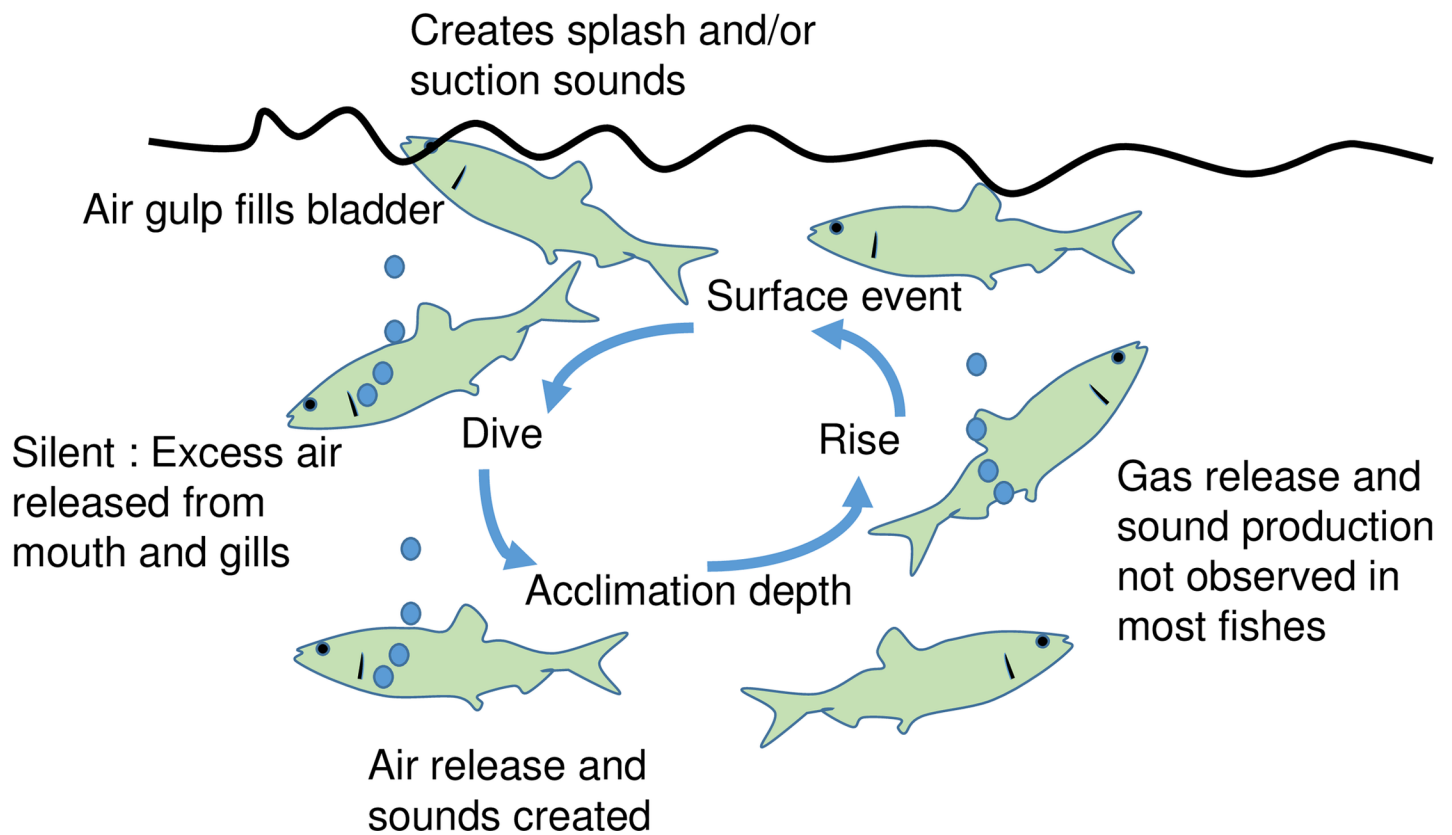 Creates splash and/or
suction sounds
Air gulp fills bladder
Surface event
Dive
Rise
Silent : Excess air
released from
mouth and gills
Gas release and
sound production
not observed in
most fishes
Acclimation depth
Air release and
sounds created